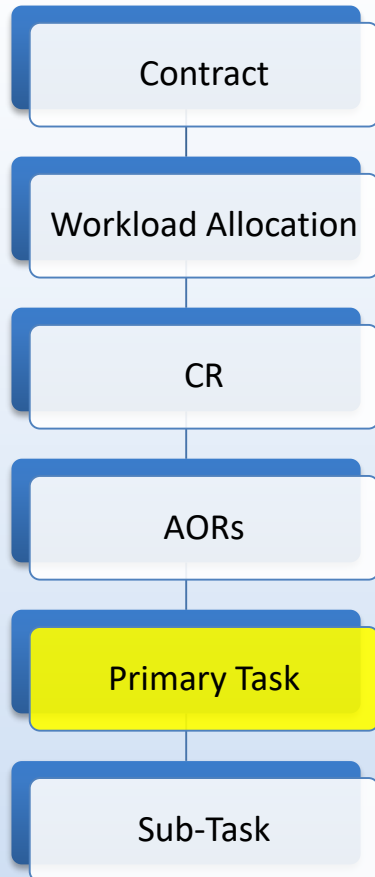 Contract
Workload Allocation
CR
AORs
Primary Task
Sub-Task